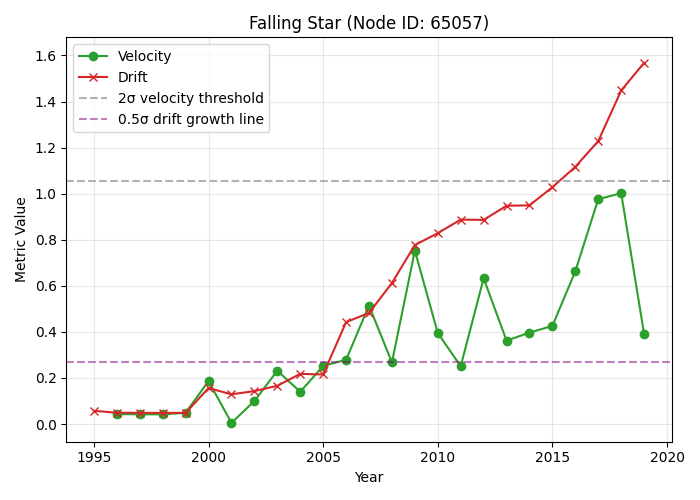 Falling Star (Node ID: 65057)
Velocity
Drift
2σ velocity threshold
0.5σ drift growth line
Metric Value
1.6
1.4
1.2
1.0
0.8
0.6
0.4
0.2
0.0
1995 2000 2005 2010 2015 2020
Year